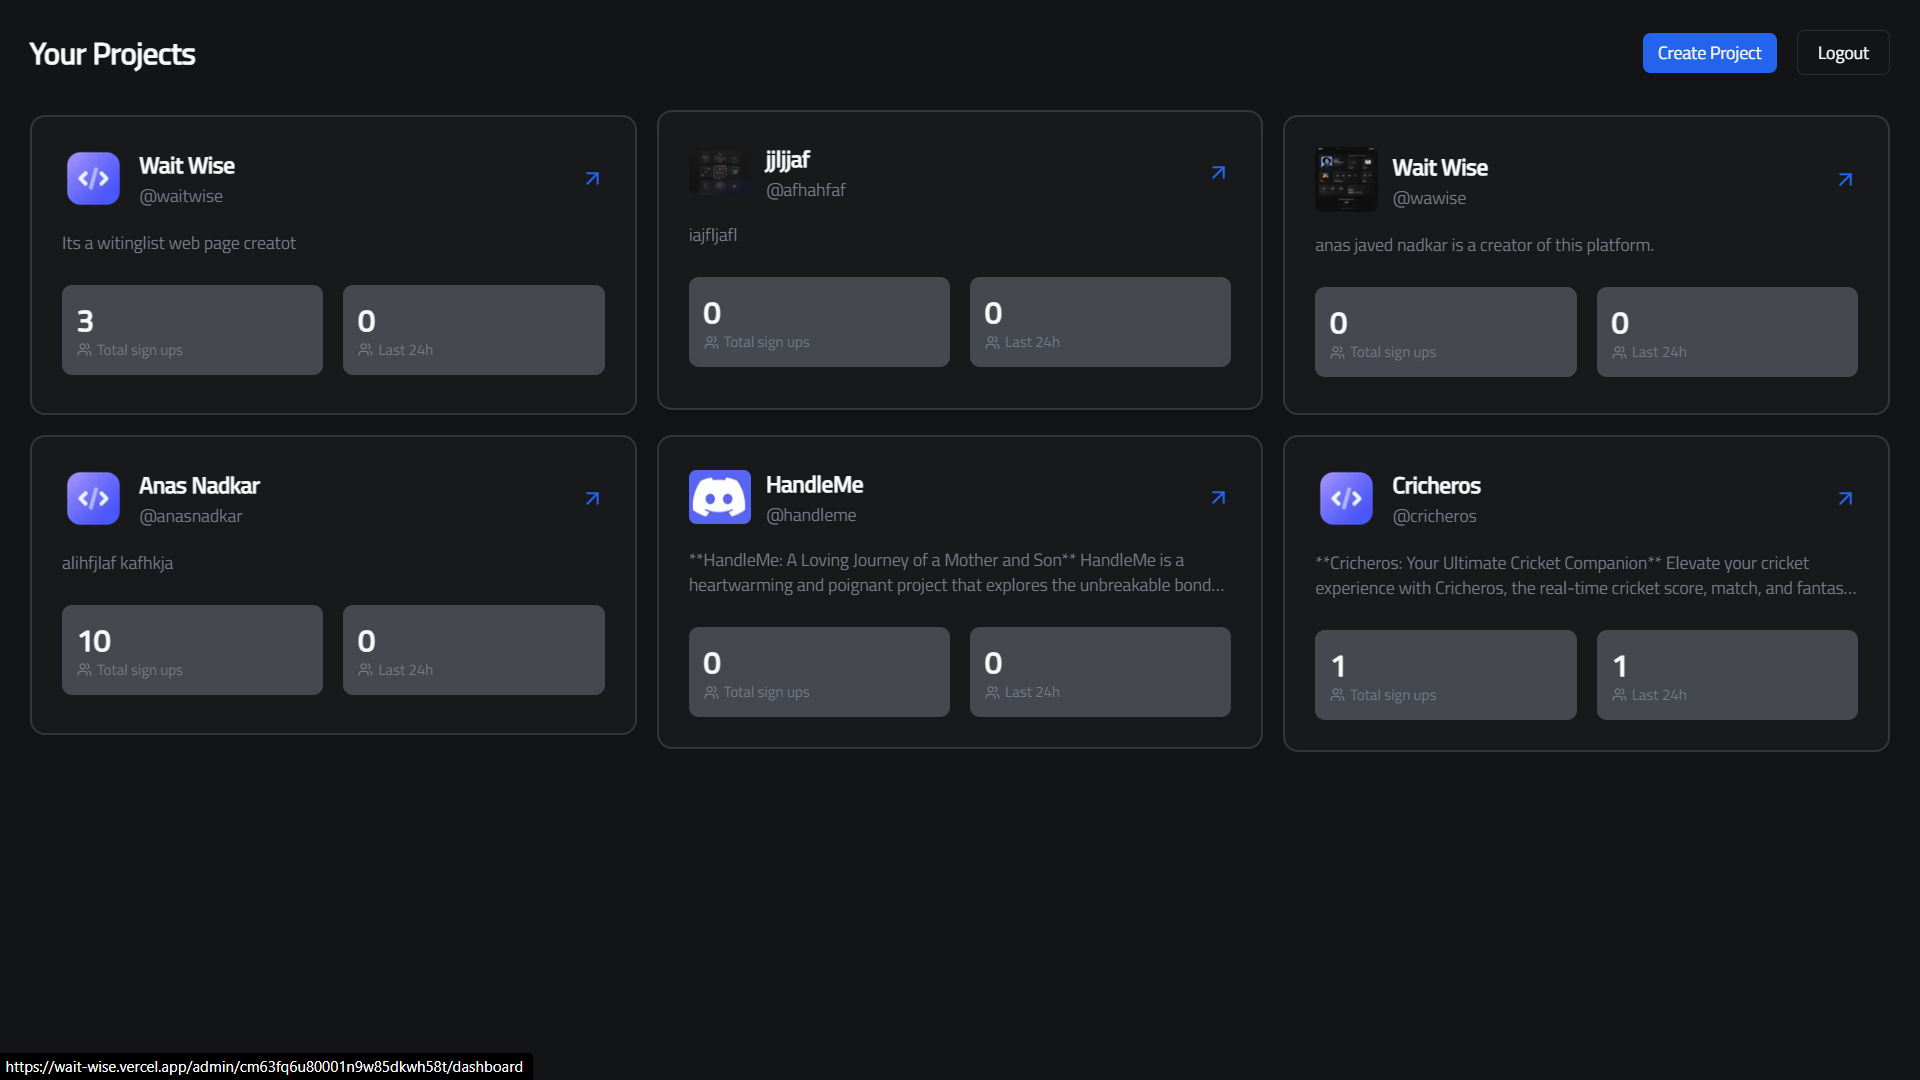 Your Projects
Create Project
Logout
Wait Wise
@waitwise
Its a witinglist web page creatot
3
Total sign ups
0
Last 24h
jjljjaf
@afhahfaf
iajfljafl
0
Total sign ups
0
Last 24h
Wait Wise
@wawise
anas javed nadkar is a creator of this platform.
0
Total sign ups
0
Last 24h
Anas Nadkar
@anasnadkar
alihfjlaf kafhkja
10
Total sign ups
0
Last 24h
HandleMe
@handleme
**HandleMe: A Loving Journey of a Mother and Son** HandleMe is a
heartwarming and poignant project that explores the unbreakable bond...
0
Total sign ups
0
Last 24h
Cricheros
@cricheros
**Cricheros: Your Ultimate Cricket Companion** Elevate your cricket
experience with Cricheros, the real-time cricket score, match, and fantas...
1
Total sign ups
1
Last 24h
https://wait-wise.vercel.app/admin/cm63fq6u80001n9w85dkwh58t/dashboard